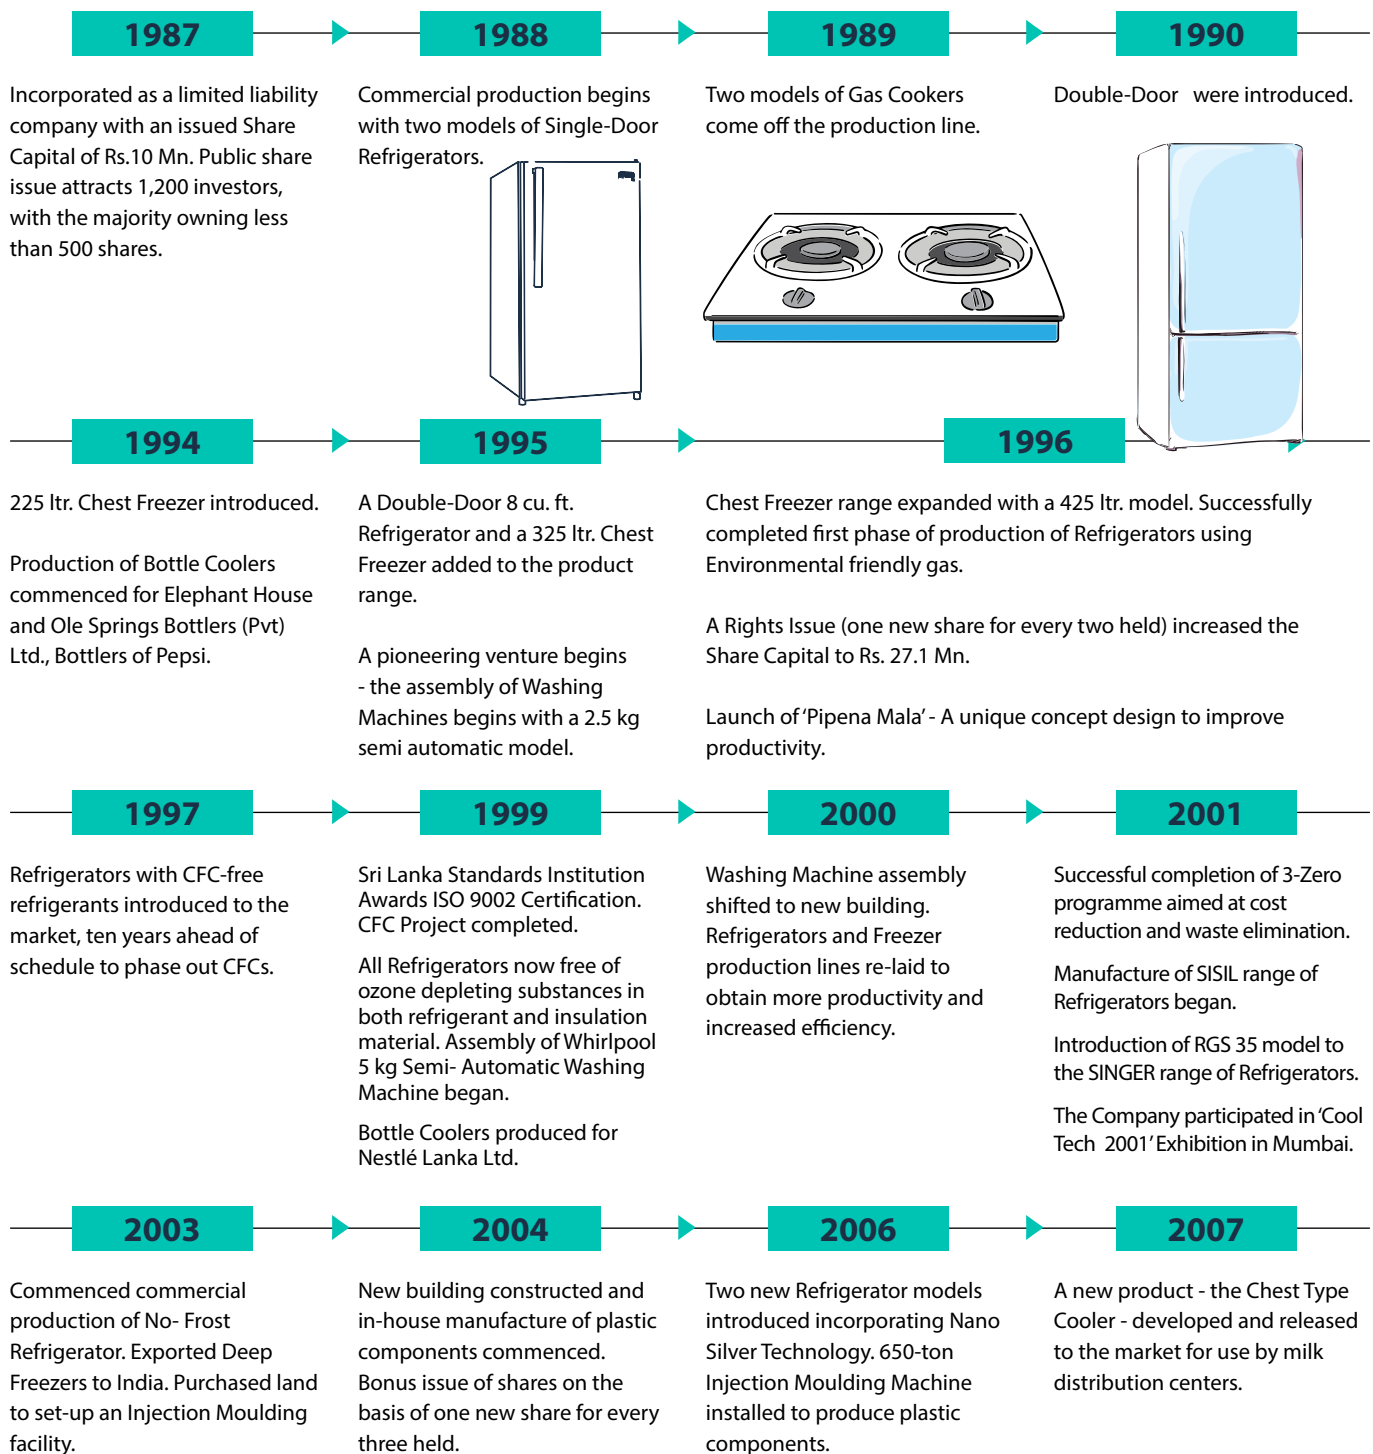 1987
Incorporated as a limited liability
company with an issued Share
Capital of Rs.10 Mn. Public share
issue attracts 1,200 investors,
with the majority owning less
than 500 shares.
1988
Commercial production begins
with two models of Single-Door
Refrigerators.
1989
Two models of Gas Cookers
come off the production line.
1990
Double-Door were introduced.
1994
225 ltr. Chest Freezer introduced.
Production of Bottle Coolers
commenced for Elephant House
and Ole Springs Bottlers (Pvt)
Ltd., Bottlers of Pepsi.
1995
A Double-Door 8 cu. ft.
Refrigerator and a 325 ltr. Chest
Freezer added to the product
range.
A pioneering venture begins
- the assembly of Washing
Machines begins with a 2.5 kg
semi automatic model.
1996
Chest Freezer range expanded with a 425 ltr. model. Successfully
completed first phase of production of Refrigerators using
Environmental friendly gas.
A Rights Issue (one new share for every two held) increased the
Share Capital to Rs. 27.1 Mn.
Launch of ‘Pipena Mala’ - A unique concept design to improve
productivity.
1997
Refrigerators with CFC-free
refrigerants introduced to the
market, ten years ahead of
schedule to phase out CFCs.
1999
Sri Lanka Standards Institution
Awards ISO 9002 Certification.
CFC Project completed.
All Refrigerators now free of
ozone depleting substances in
both refrigerant and insulation
material. Assembly of Whirlpool
5 kg Semi- Automatic Washing
Machine began.
Bottle Coolers produced for
Nestlé Lanka Ltd.
2000
Washing Machine assembly
shifted to new building.
Refrigerators and Freezer
production lines re-laid to
obtain more productivity and
increased efficiency.
2001
Successful completion of 3-Zero
programme aimed at cost
reduction and waste elimination.
Manufacture of SISIL range of
Refrigerators began.
Introduction of RGS 35 model to
the SINGER range of Refrigerators.
The Company participated in ‘Cool
Tech 2001’ Exhibition in Mumbai.
2003
Commenced commercial
production of No- Frost
Refrigerator. Exported Deep
Freezers to India. Purchased land
to set-up an Injection Moulding
facility.
2004
New building constructed and
in-house manufacture of plastic
components commenced.
Bonus issue of shares on the
basis of one new share for every
three held.
2006
Two new Refrigerator models
introduced incorporating Nano
Silver Technology. 650-ton
Injection Moulding Machine
installed to produce plastic
components.
2007
A new product - the Chest Type
Cooler - developed and released
to the market for use by milk
distribution centers.